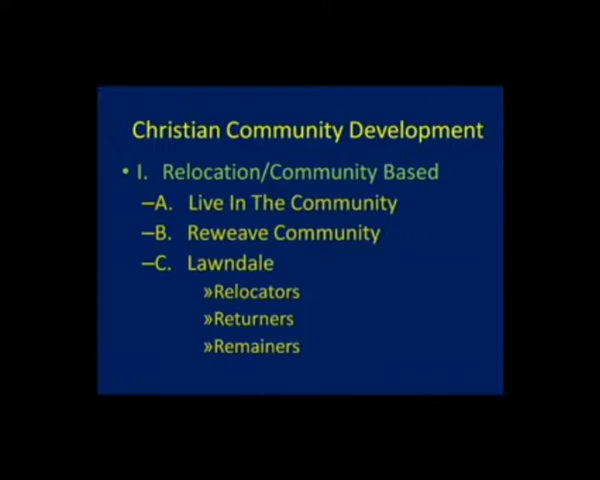 Christian Community Development
• I. Relocation/Community Based
–A. Live In The Community
–B. Reweave Community
–C. Lawndale
»Relocators
»Returners
»Remainers